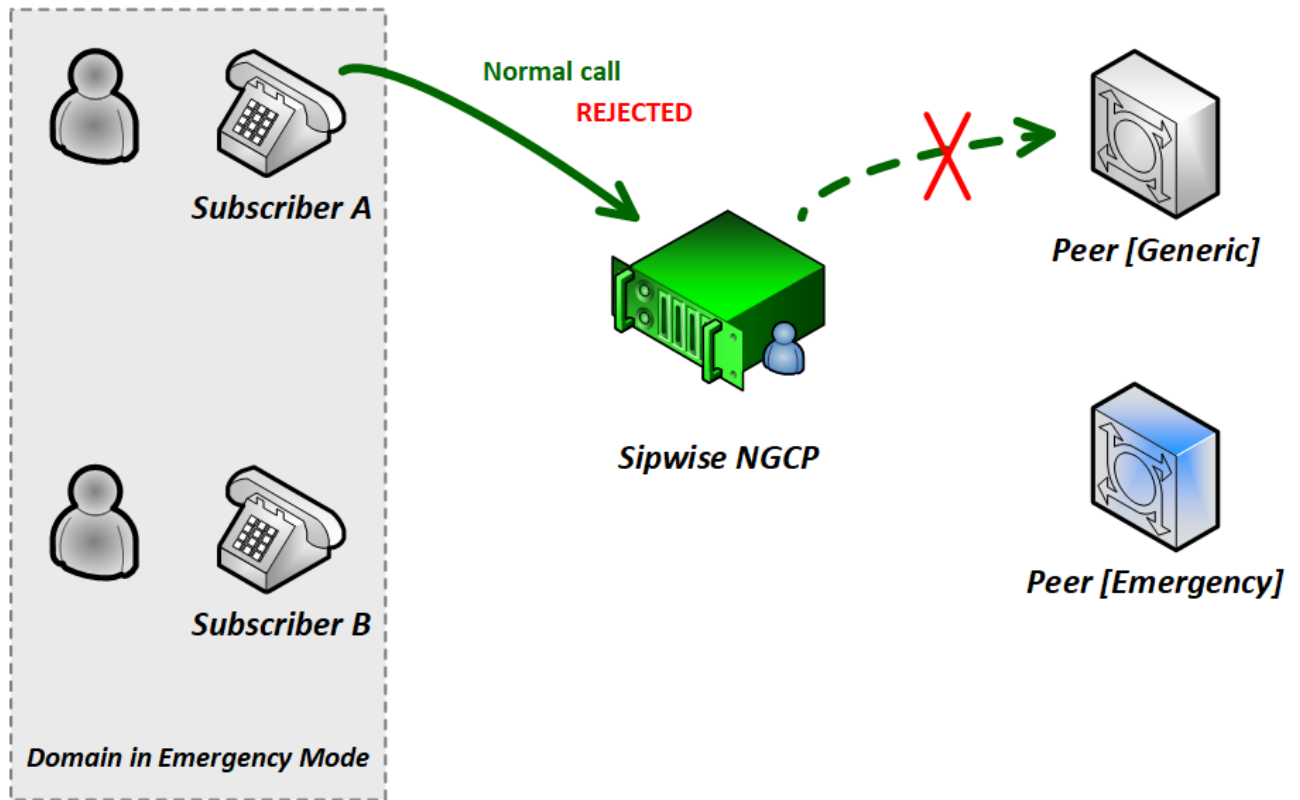 Normal call
REJECTED
Subscriber A
Peer [Generic]
Sipwise NGCP
Peer [Emergency]
Subscriber B
Domain in Emergency Mode